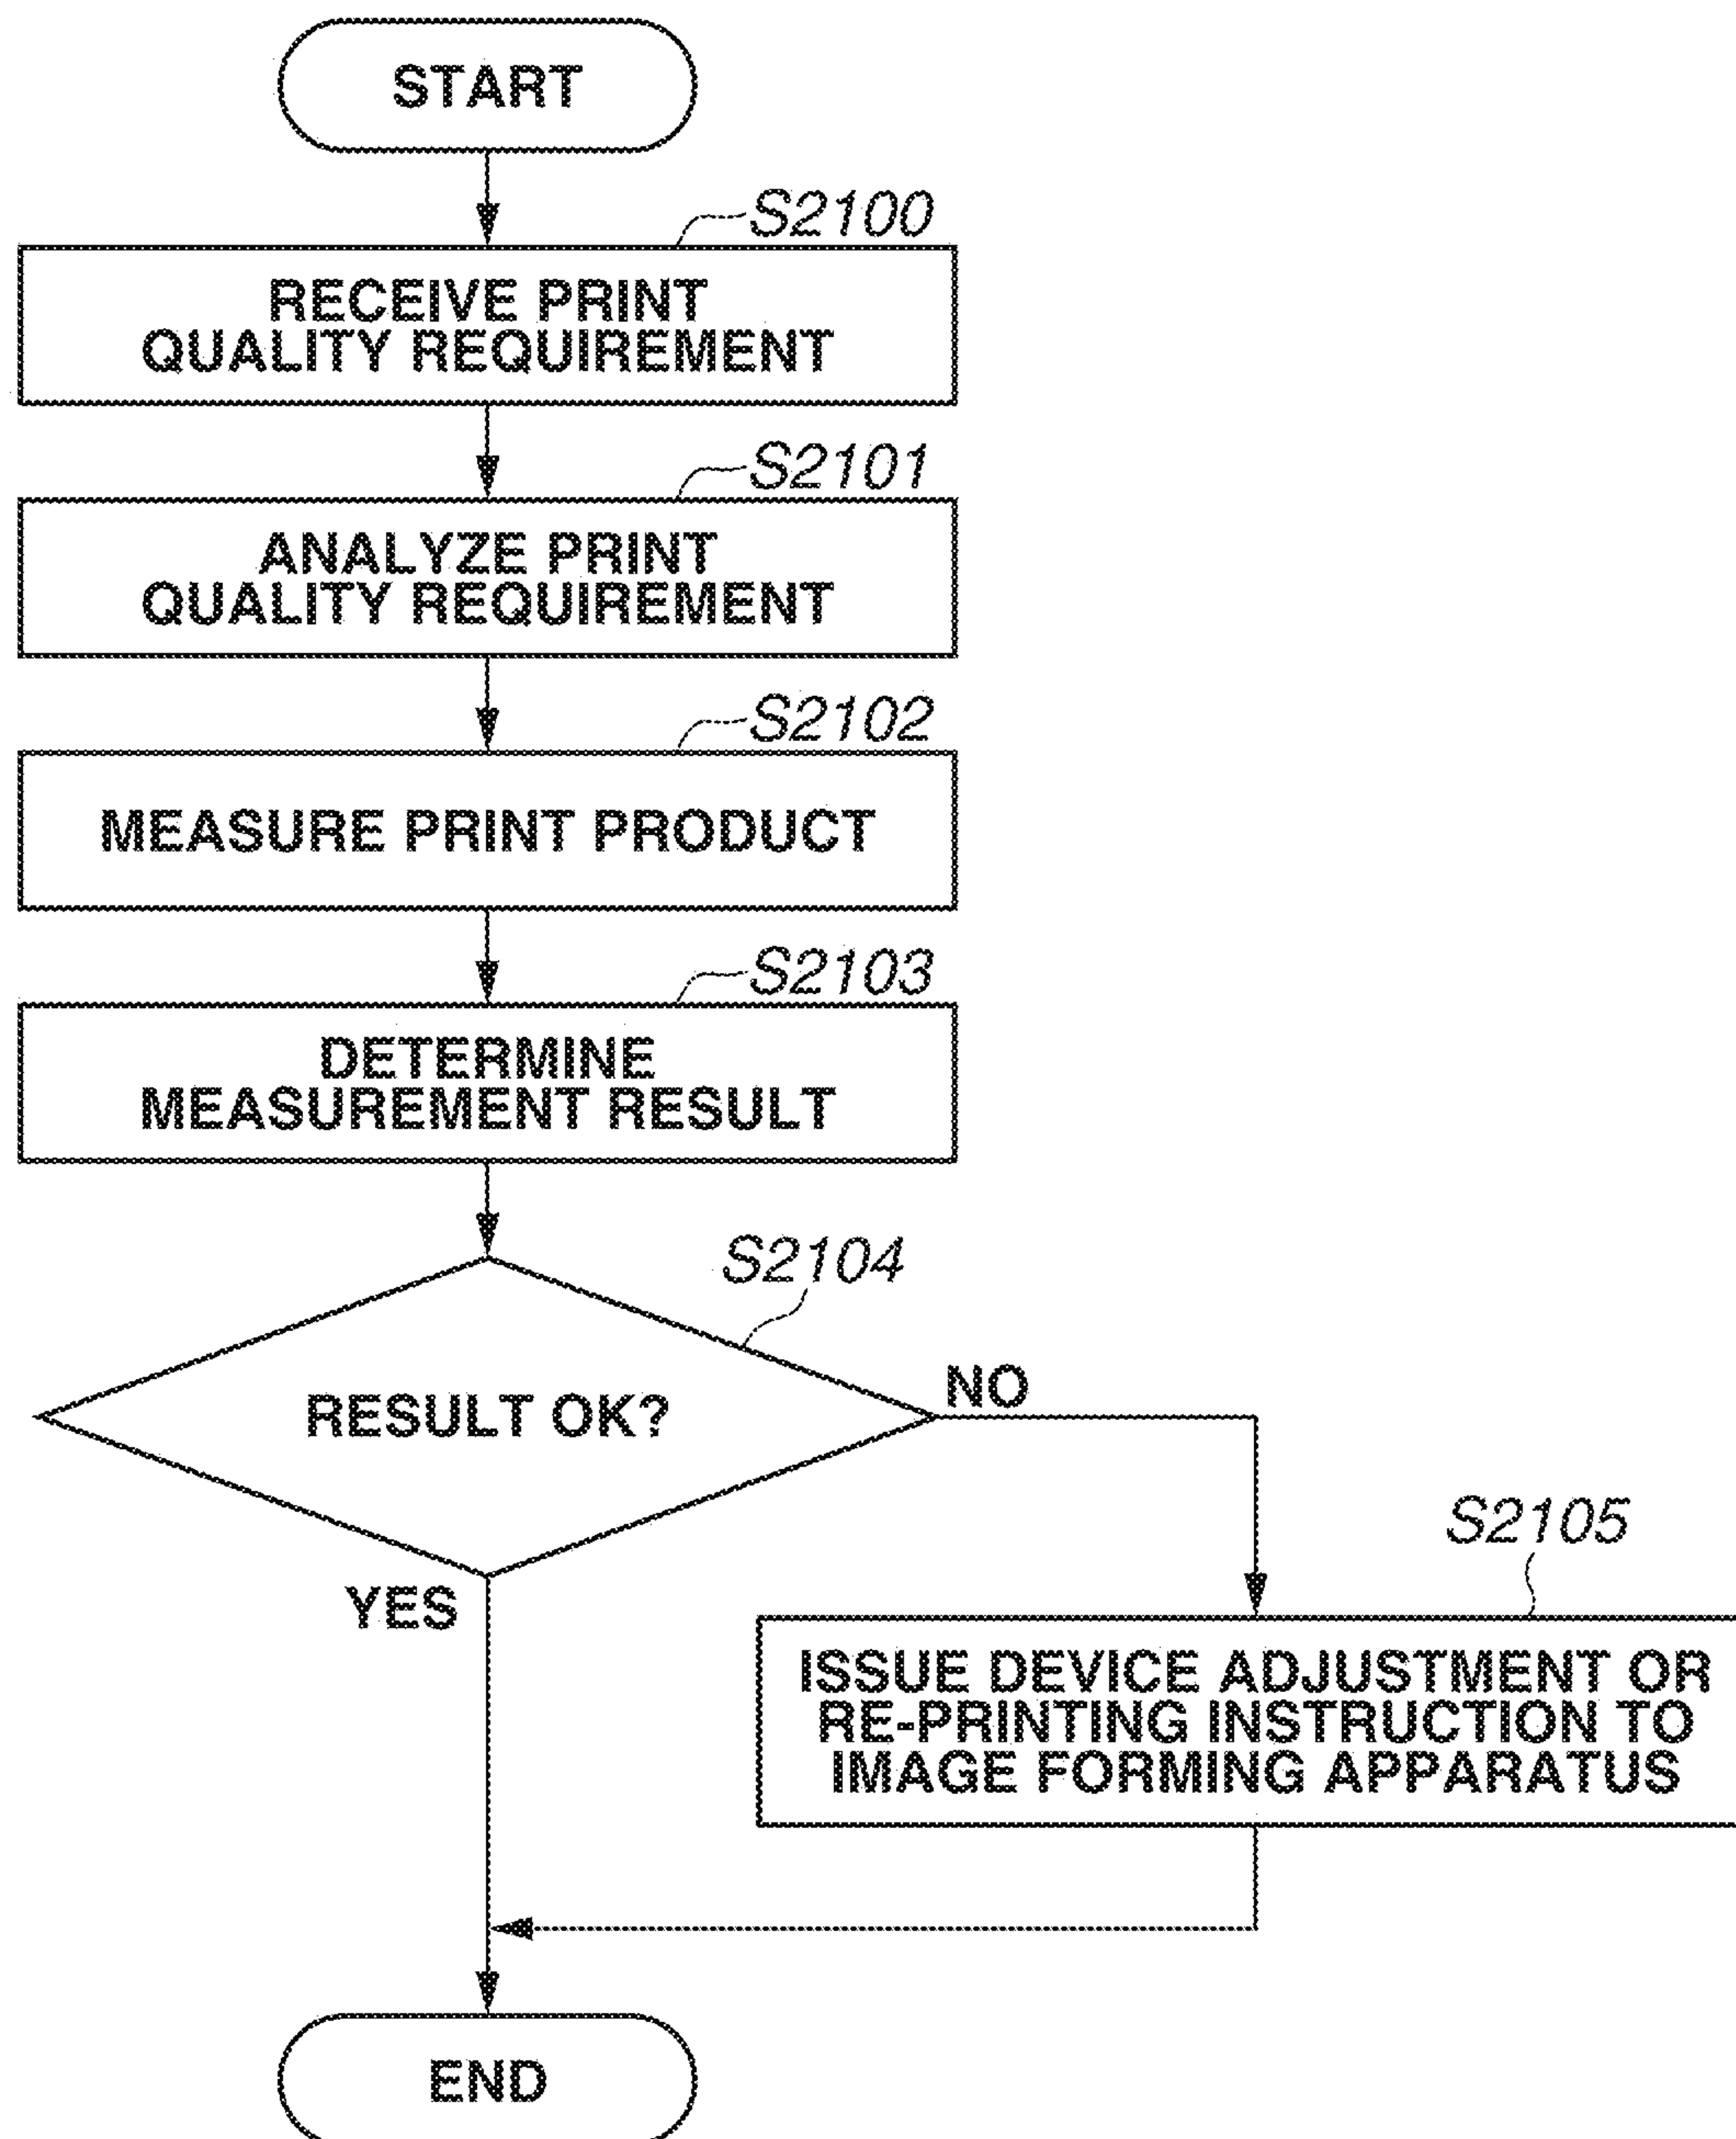 START
S2100
RECEIVE PRINT
QUALITY REQUIREMENT
S2101
ANALYZE PRINT
QUALITY REQUIREMENT
S2102
MEASURE PRINT PRODUCT
S2103
DETERMINE
MEASUREMENT RESULT
S2104
RESULT OK?
NO
YES
S2105
ISSUE DEVICE ADJUSTMENT OR
RE-PRINTING INSTRUCTION TO
IMAGE FORMING APPARATUS
END